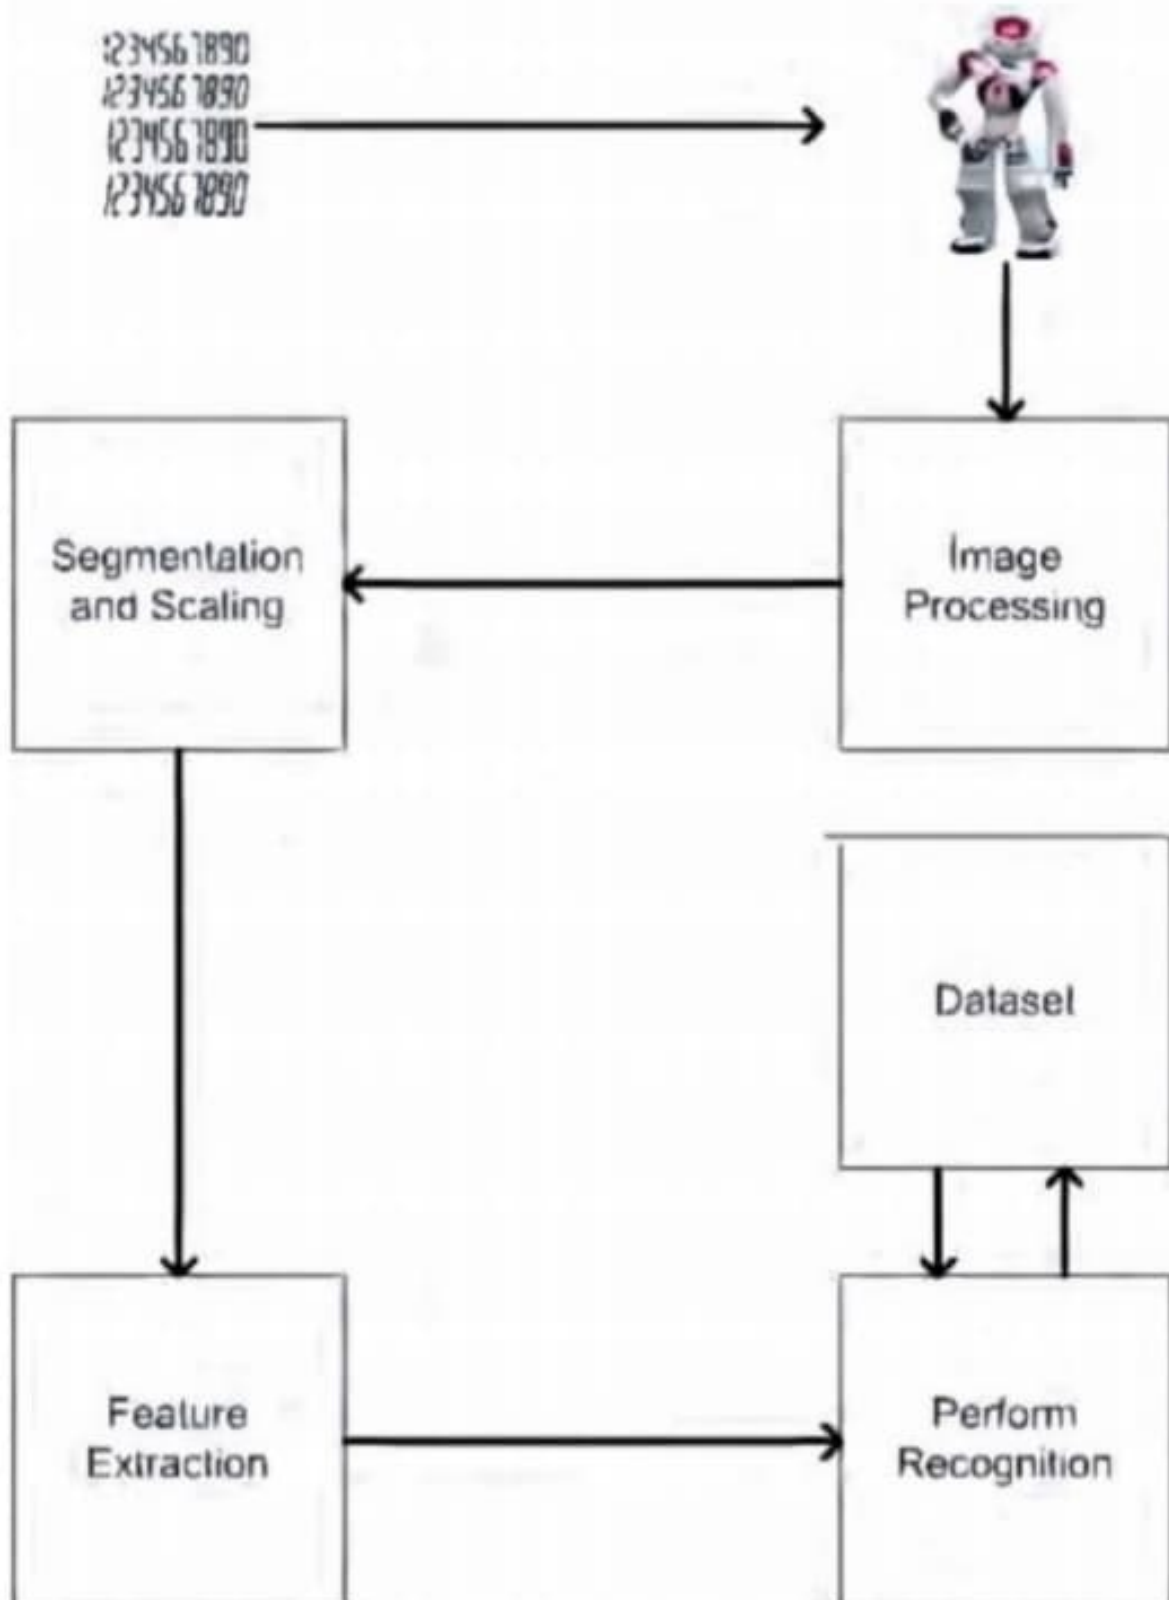 1234567890
1234567890
1234567890
1234567890
Segmentation
and Scaling
Image
Processing
Dataset
Feature
Extraction
Perform
Recognition